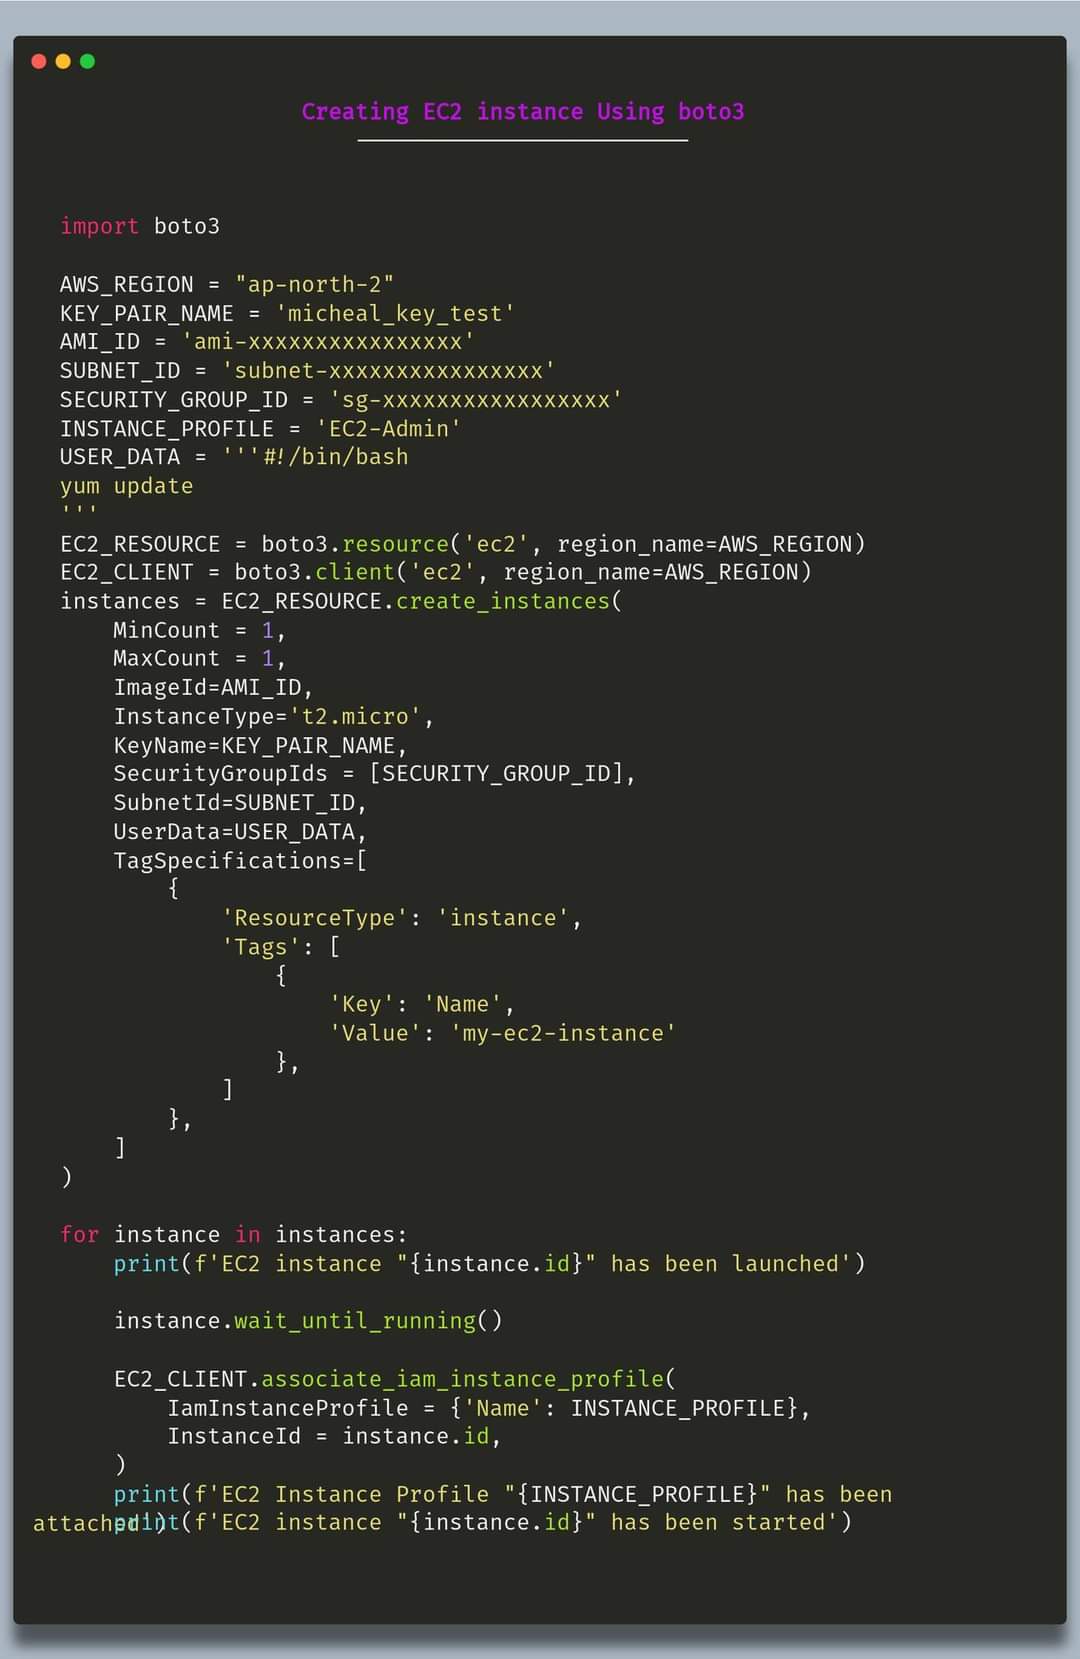 Creating EC2 instance Using boto3
import boto3
AWS_REGION = "ap-north-2"
KEY_PAIR_NAME = 'micheal_key_test'
AMI_ID = 'ami-xxxxxxxxxxxxxxxx'
SUBNET_ID = 'subnet-xxxxxxxxxxxxxxxx'
SECURITY_GROUP_ID = 'sg-xxxxxxxxxxxxxxxxx'
INSTANCE_PROFILE = 'EC2-Admin'
USER_DATA = '''#!/bin/bash
yum update
'''
EC2_RESOURCE = boto3.resource('ec2', region_name=AWS_REGION)
EC2_CLIENT = boto3.client('ec2', region_name=AWS_REGION)
instances = EC2_RESOURCE.create_instances(
    MinCount = 1,
    MaxCount = 1,
    ImageId=AMI_ID,
    InstanceType='t2.micro',
    KeyName=KEY_PAIR_NAME,
    SecurityGroupIds = [SECURITY_GROUP_ID],
    SubnetId=SUBNET_ID,
    UserData=USER_DATA,
    TagSpecifications=[
        {
            'ResourceType': 'instance',
            'Tags': [
                {
                    'Key': 'Name',
                    'Value': 'my-ec2-instance'
                },
            ]
        },
    ]
)
for instance in instances:
    print(f'EC2 instance "{instance.id}" has been launched')
    instance.wait_until_running()
    EC2_CLIENT.associate_iam_instance_profile(
        IamInstanceProfile = {'Name': INSTANCE_PROFILE},
        InstanceId = instance.id,
    )
    print(f'EC2 Instance Profile "{INSTANCE_PROFILE}" has been
attached')
    print(f'EC2 instance "{instance.id}" has been started')